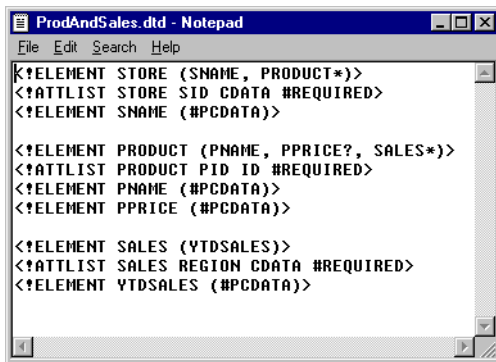 ProdAndSales.dtd - Notepad
File Edit Search Help
<!ELEMENT STORE (SNAME, PRODUCT*)>
<!ATTLIST STORE SID CDATA #REQUIRED>
<!ELEMENT SNAME (#PCDATA)>
<!ELEMENT PRODUCT (PNAME, PPRICE?, SALES*)>
<!ATTLIST PRODUCT PID ID #REQUIRED>
<!ELEMENT PNAME (#PCDATA)>
<!ELEMENT PPRICE (#PCDATA)>
<!ELEMENT SALES (YTDSALES)>
<!ATTLIST SALES REGION CDATA #REQUIRED>
<!ELEMENT YTDSALES (#PCDATA)>